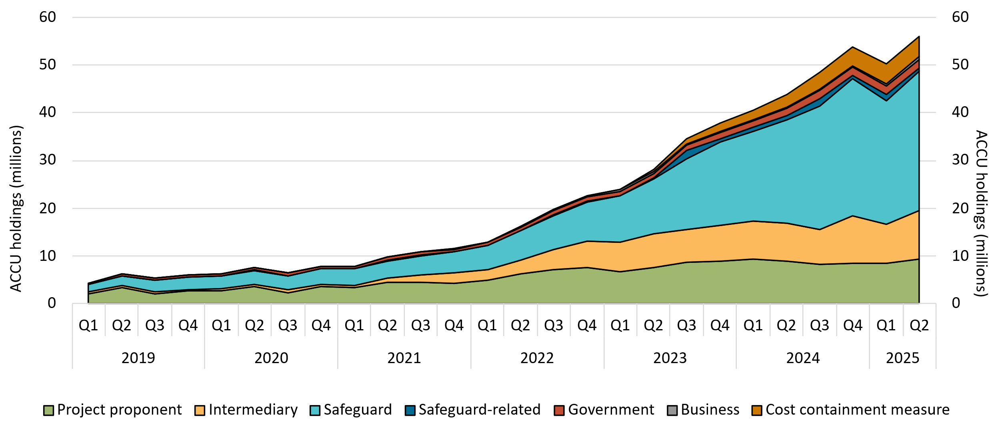 60 60
50 50
40 40
30 30
20 20
10 10
0 0
ACCU holdings (millions)
ACCU holdings (millions)
Q1 Q2 Q3 Q4 Q1 Q2 Q3 Q4 Q1 Q2 Q3 Q4 Q1 Q2 Q3 Q4 Q1 Q2 Q3 Q4 Q1 Q2 Q3 Q4 Q1 Q2
2019 2020 2021 2022 2023 2024 2025
Project proponent Intermediary Safeguard Safeguard-related Government Business Cost containment measure